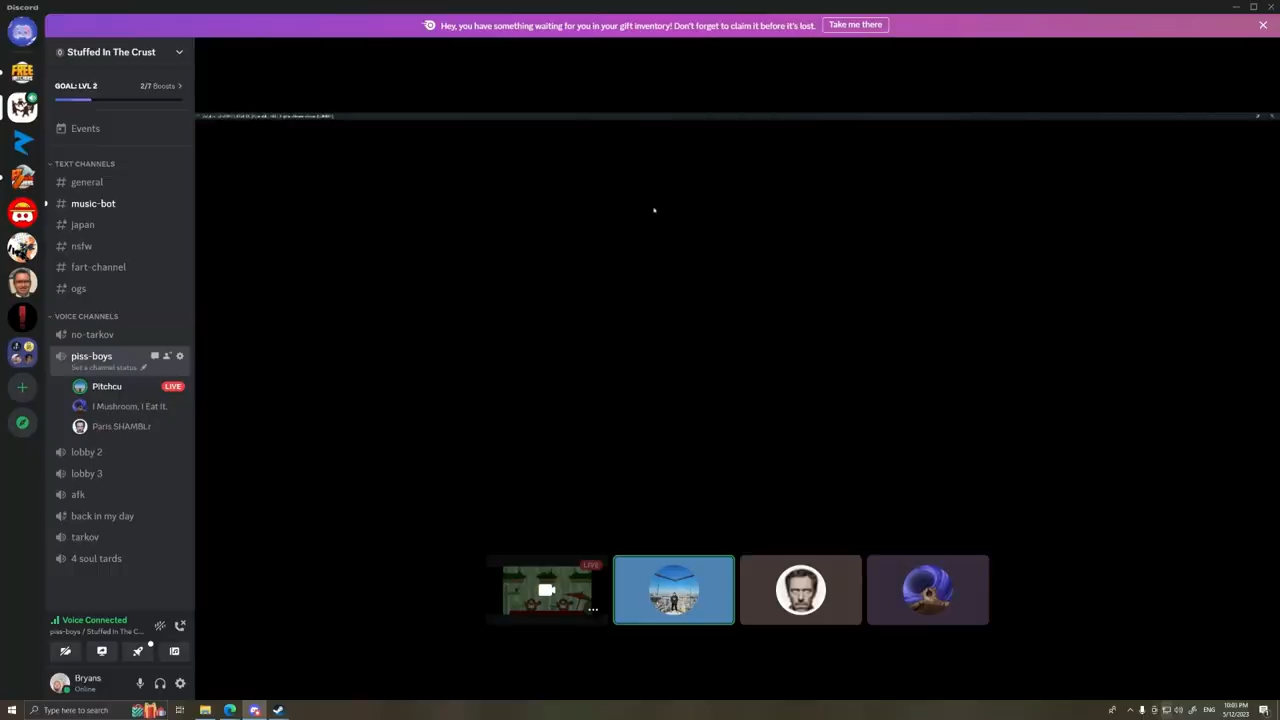 Discord
Hey, you have something waiting for you in your gift inventory! Don't forget to claim it before it's lost.
Take me there
Stuffed In The Crust
GOAL: LVL 2
2/7 Boosts
Events
TEXT CHANNELS
general
music-bot
japan
nsfw
fart-channel
ogs
VOICE CHANNELS
no-tarkov
piss-boys
Set a channel status
Pitchcu
LIVE
I Mushroom, I Eat It.
Paris SHAMBLr
lobby 2
lobby 3
afk
back in my day
tarkov
4 soul tards
LIVE
Voice Connected
piss-boys / Stuffed In The C...
Bryans
Online
FREE
Type here to search
ENG
10:03 PM
5/12/2023